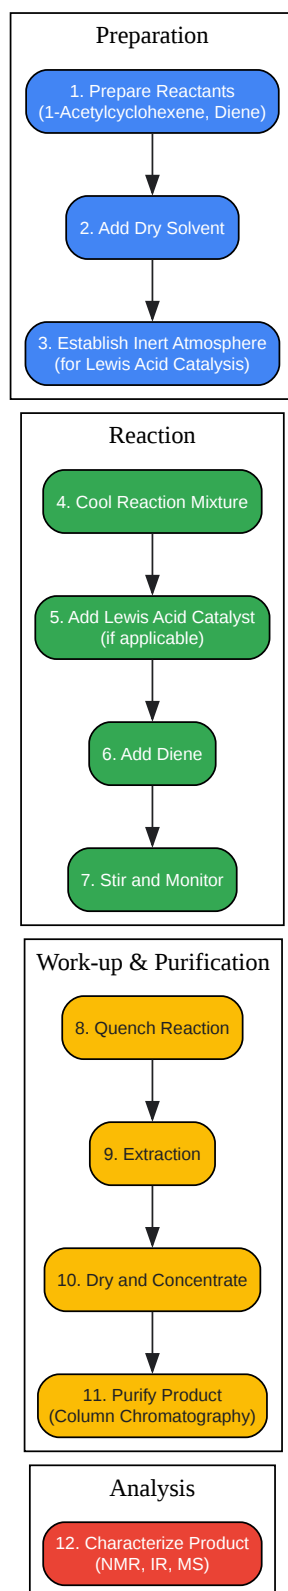 Preparation
1. Prepare Reactants
(1-Acetylcyclohexene, Diene)
2. Add Dry Solvent
3. Establish Inert Atmosphere
(for Lewis Acid Catalysis)
Reaction
4. Cool Reaction Mixture
5. Add Lewis Acid Catalyst
(if applicable)
6. Add Diene
7. Stir and Monitor
Work-up & Purification
8. Quench Reaction
9. Extraction
10. Dry and Concentrate
11. Purify Product
(Column Chromatography)
Analysis
12. Characterize Product
(NMR, IR, MS)